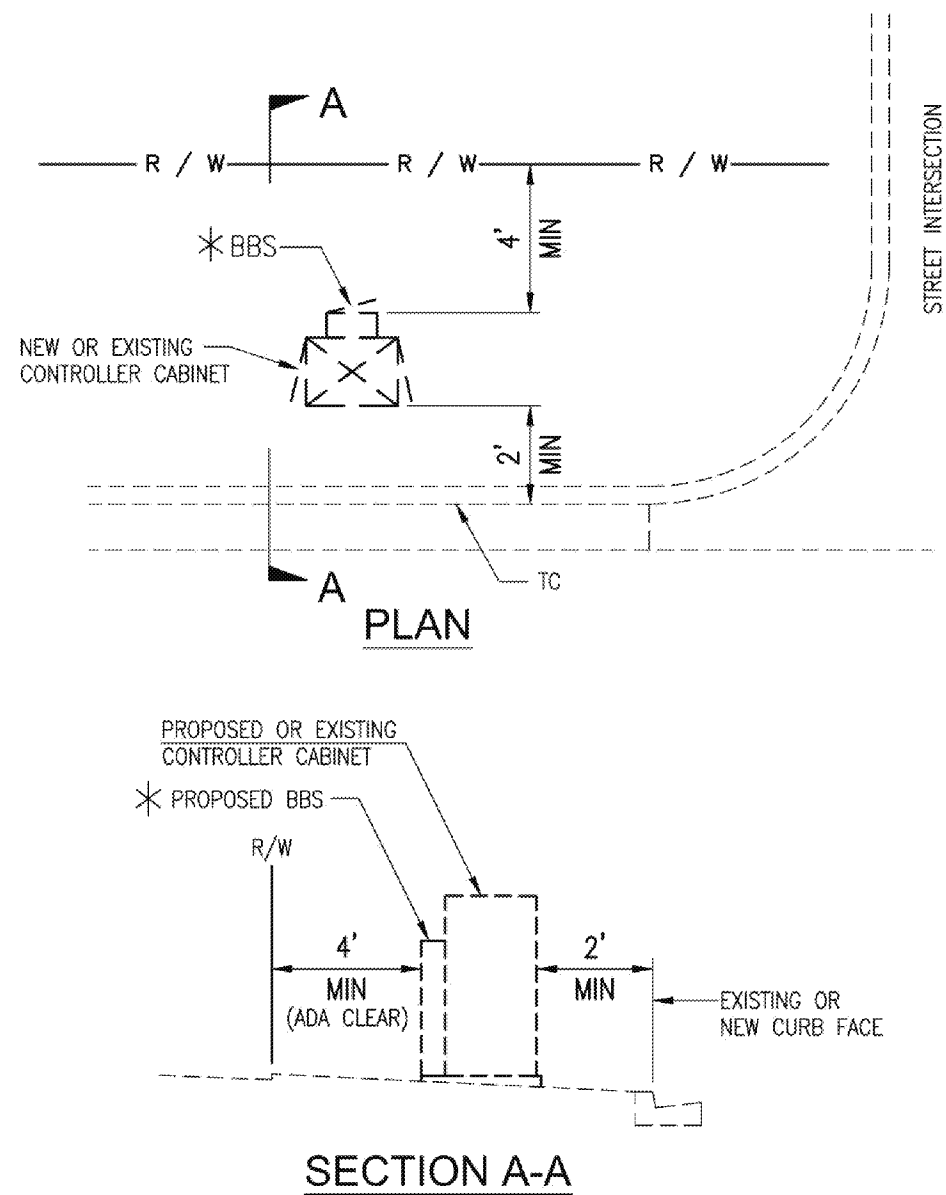 A
R / W
R / W
R / W
STREET INTERSECTION
4'
MIN
* BBS
NEW OR EXISTING
CONTROLLER CABINET
2'
MIN
A
TC
PLAN
PROPOSED OR EXISTING
CONTROLLER CABINET
* PROPOSED BBS
R/W
4'
MIN
(ADA CLEAR)
2'
MIN
EXISTING OR
NEW CURB FACE
SECTION A-A